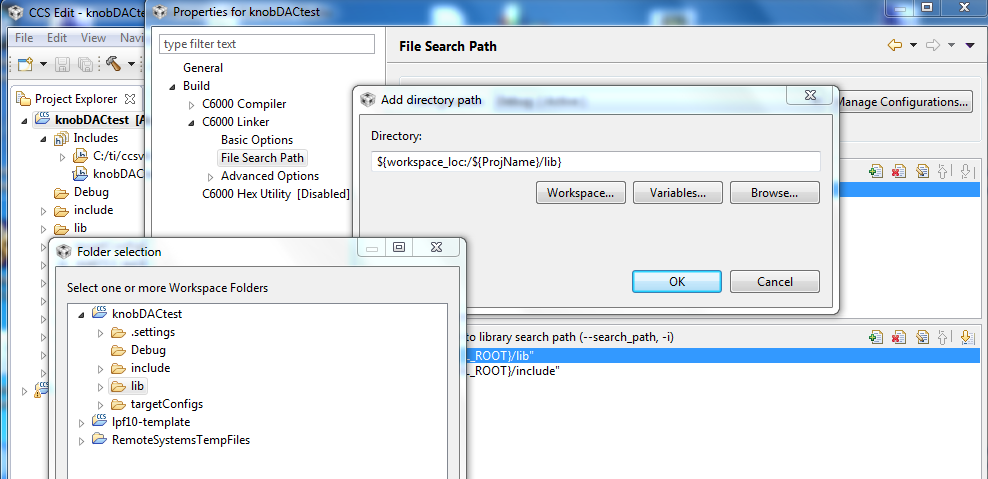 CCS Edit - knobDAC
File Edit View Navi
Project Explorer
knobDACtest [A
Includes
C:/ti/ccsv
knobDAC
Debug
include
lib
Properties for knobDACtest
type filter text
General
Build
C6000 Compiler
C6000 Linker
Basic Options
File Search Path
Advanced Options
C6000 Hex Utility [Disabled]
File Search Path
Manage Configurations...
Add directory path
Directory:
${workspace_loc:/${ProjName}/lib}
Workspace... Variables... Browse...
OK Cancel
to library search path (--search_path, -i)
_ROOT}/lib"
_ROOT}/include"
Folder selection
Select one or more Workspace Folders
knobDACtest
.settings
Debug
include
lib
targetConfigs
lpf10-template
RemoteSystemsTempFiles